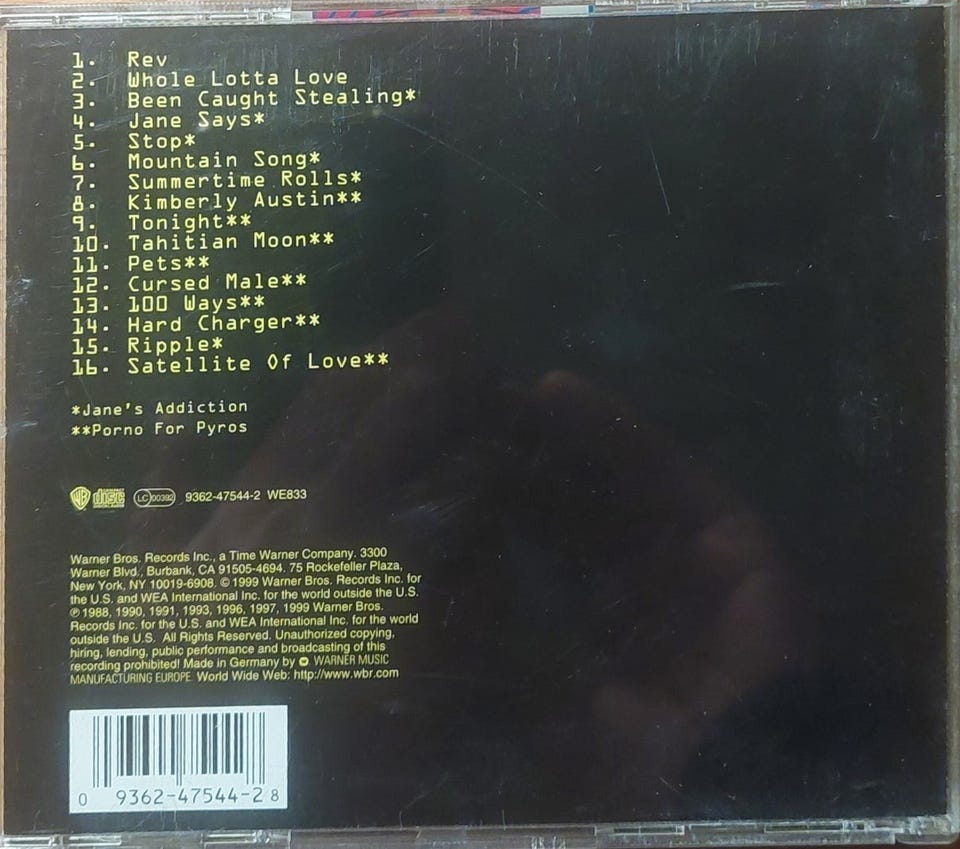 1. Rev
2. Whole Lotta Love
3. Been Caught Stealing*
4. Jane Says*
5. Stop*
6. Mountain Song*
7. Summertime Rolls*
8. Kimberly Austin**
9. Tonight**
10. Tahitian Moon**
11. Pets**
12. Cursed Male**
13. 100 Ways**
14. Hard Charger**
15. Ripple*
16. Satellite Of Love**
*Jane's Addiction
**Porno For Pyros
WB COMPACT disc DIGITAL AUDIO LC 00392 9362-47544-2 WE833
Warner Bros. Records Inc., a Time Warner Company. 3300
Warner Blvd., Burbank, CA 91505-4694. 75 Rockefeller Plaza,
New York, NY 10019-6908. © 1999 Warner Bros. Records Inc. for
the U.S. and WEA International Inc. for the world outside the U.S.
℗ 1988, 1990, 1991, 1993, 1996, 1997, 1999 Warner Bros.
Records Inc. for the U.S. and WEA International Inc. for the world
outside the U.S. All Rights Reserved. Unauthorized copying,
hiring, lending, public performance and broadcasting of this
recording prohibited! Made in Germany by WARNER MUSIC
MANUFACTURING EUROPE. World Wide Web: http://www.wbr.com
0 9362-47544-2 8